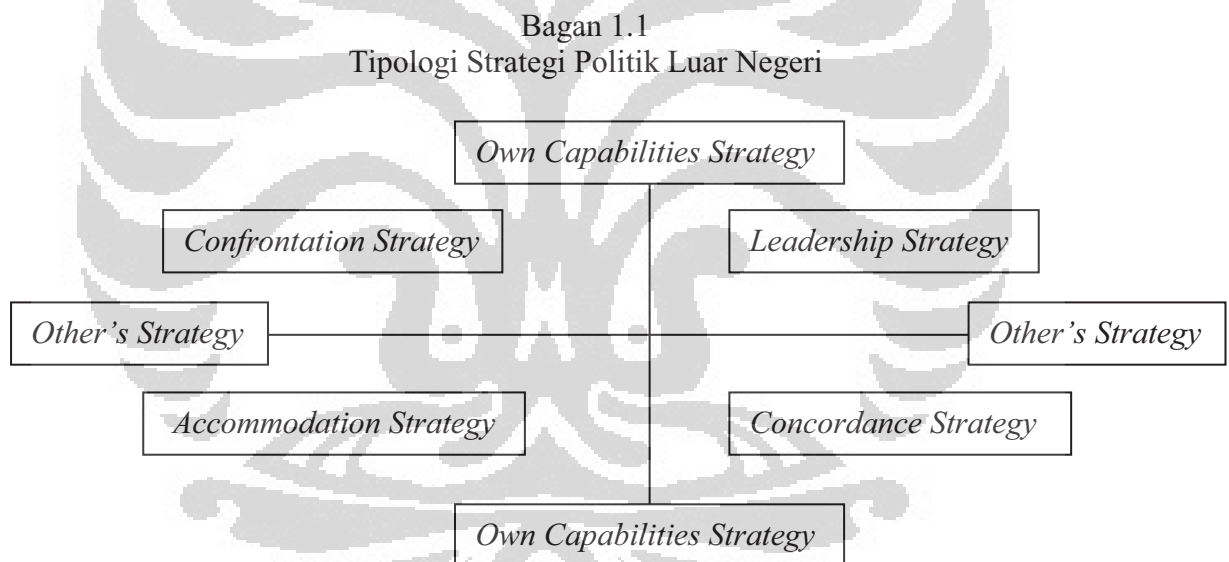 Bagan 1.1
Tipologi Strategi Politik Luar Negeri
Own Capabilities Strategy
Confrontation Strategy
Leadership Strategy
Other’s Strategy
Other’s Strategy
Accommodation Strategy
Concordance Strategy
Own Capabilities Strategy